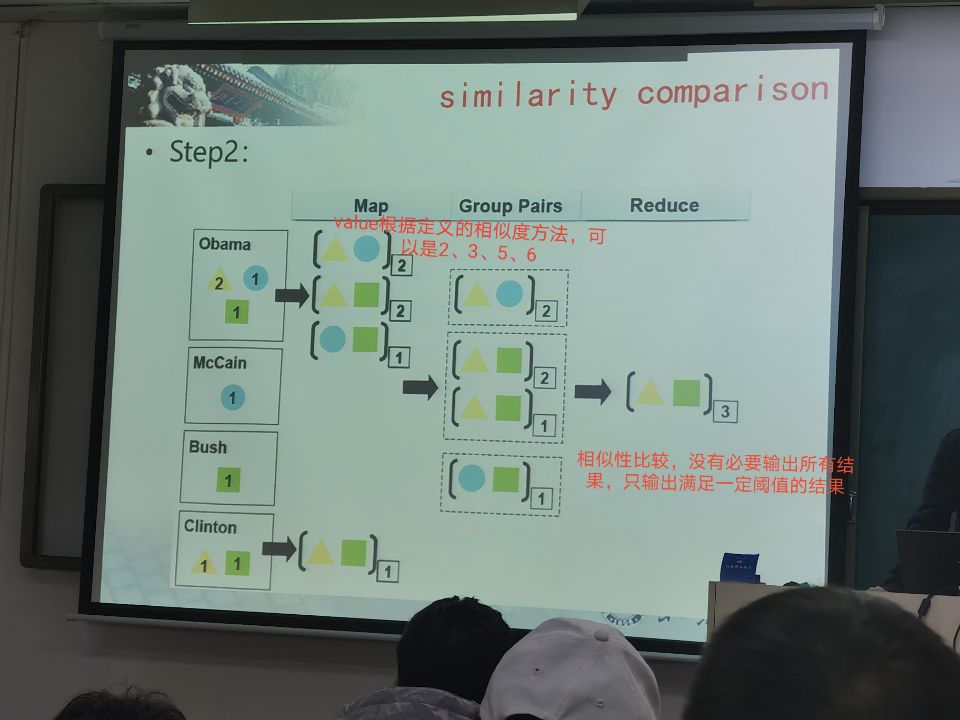 similarity comparison
• Step2:
Map
Group Pairs
Reduce
value根据定义的相似度方法，可
以是2、3、5、6
Obama
2
1
1
2
2
1
McCain
1
Bush
1
Clinton
1
1
1
2
2
1
1
3
相似性比较，没有必要输出所有结
果，只输出满足一定阈值的结果